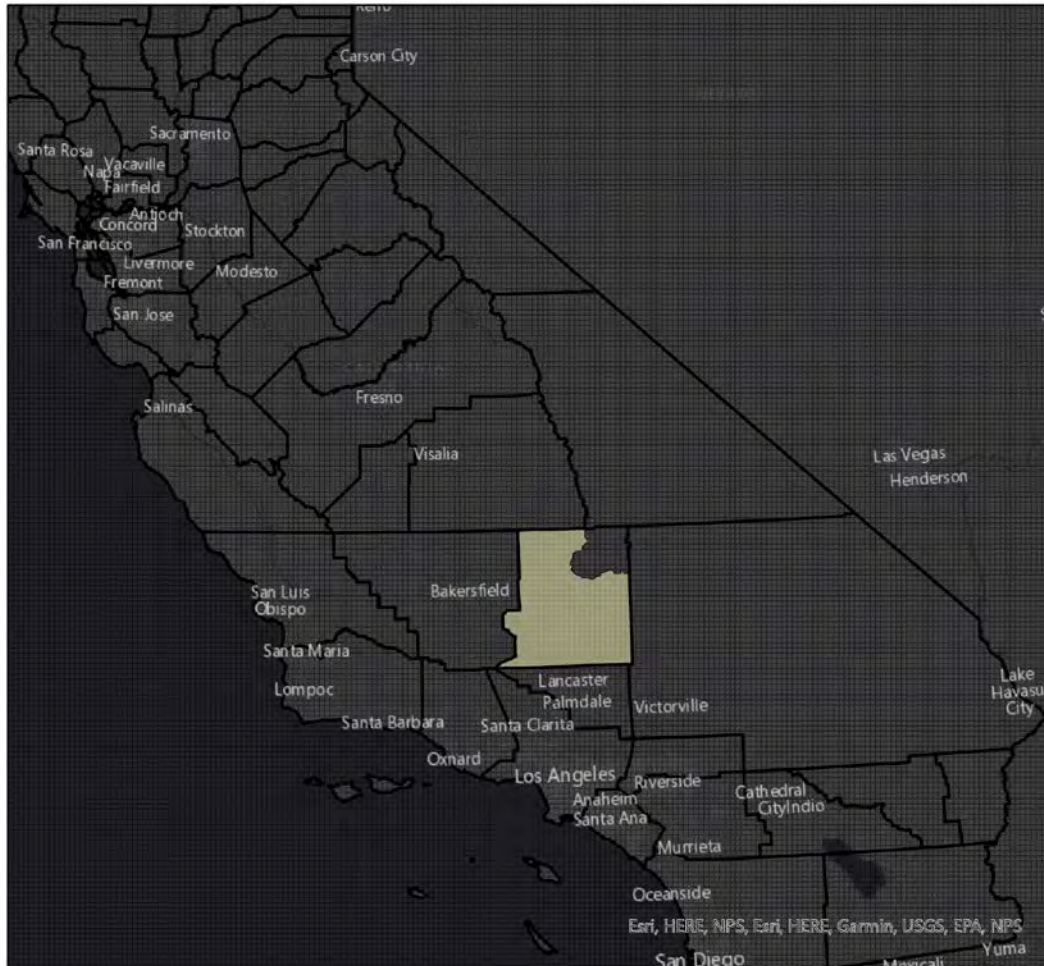 Carson City
Sacramento
Santa Rosa
Vacaville
Napa
Fairfield
Antioch
Concord
Stockton
San Francisco
Livermore
Modesto
Fremont
San Jose
Fresno
Salinas
Visalia
Las Vegas
Henderson
Bakersfield
San Luis
Obispo
Santa Maria
Lancaster
Lompoc
Palmdale
Victorville
Lake
Havasu
City
Santa Barbara
Santa Clarita
Oxnard
Los Angeles
Riverside
Cathedral
City
Indio
Anaheim
Santa Ana
Murrieta
Oceanside
Esri, HERE, NPS, Esri, HERE, Garmin, USGS, EPA, NPS
Yuma
San Diego
Mexicali